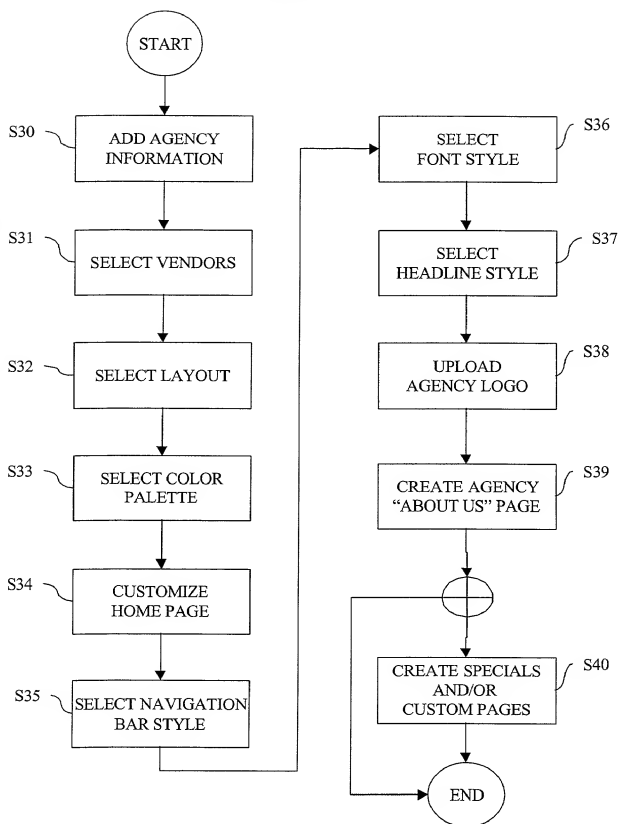 START
S30
ADD AGENCY
INFORMATION
S31
SELECT VENDORS
S32
SELECT LAYOUT
S33
SELECT COLOR
PALETTE
S34
CUSTOMIZE
HOME PAGE
S35
SELECT NAVIGATION
BAR STYLE
S36
SELECT
FONT STYLE
S37
SELECT
HEADLINE STYLE
S38
UPLOAD
AGENCY LOGO
S39
CREATE AGENCY
“ABOUT US” PAGE
S40
CREATE SPECIALS
AND/OR
CUSTOM PAGES
END